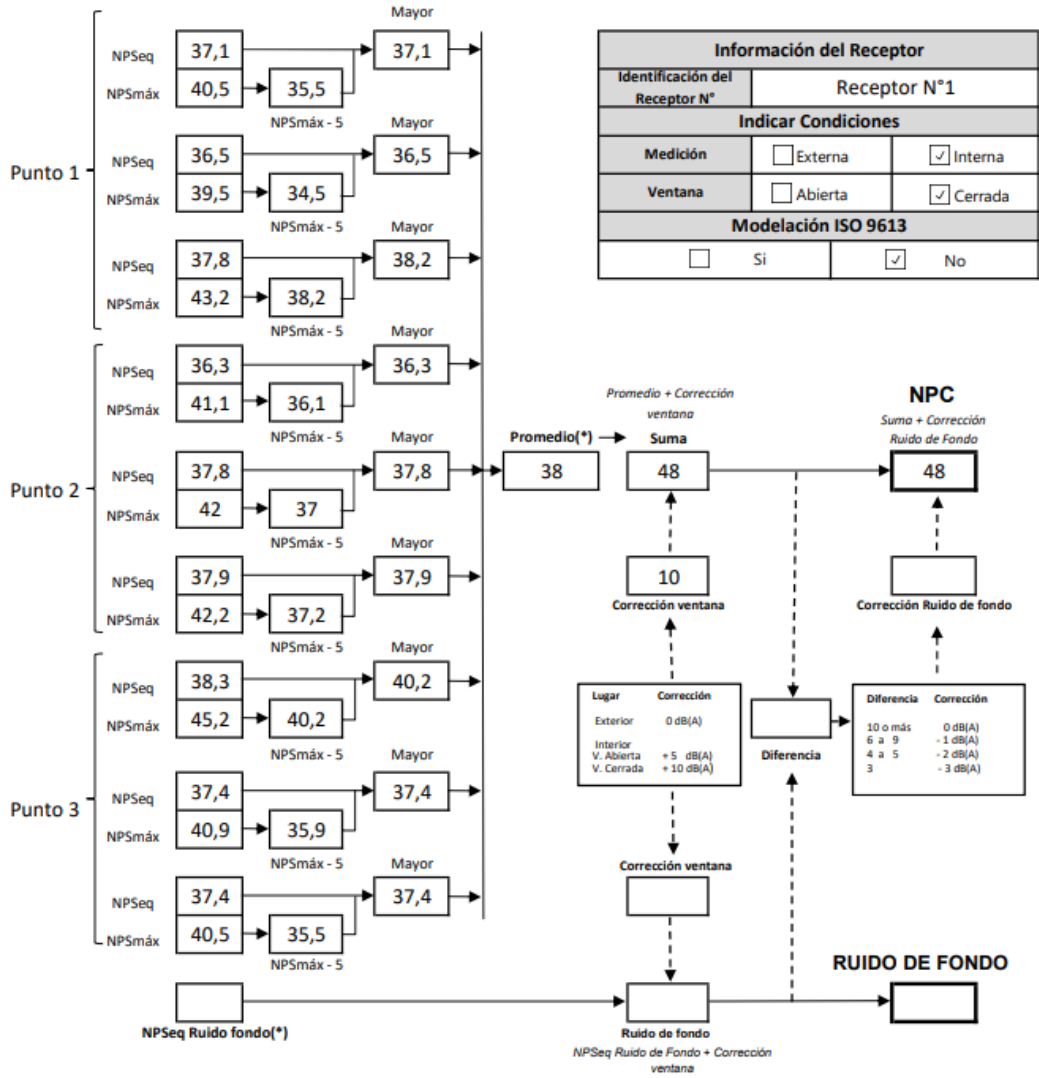 Mayor
NPSeq 37,1 37,1
NPSmáx 40,5 35,5
NPSmáx - 5
Mayor
Punto 1
NPSeq 36,5 36,5
NPSmáx 39,5 34,5
NPSmáx - 5
Mayor
NPSeq 37,8 38,2
NPSmáx 43,2 38,2
NPSmáx - 5
Información del Receptor
Identificación del
Receptor N°
Receptor N°1
Indicar Condiciones
Medición Externa Interna
Ventana Abierta Cerrada
Modelación ISO 9613
Si No
Mayor
NPSeq 36,3 36,3
NPSmáx 41,1 36,1
NPSmáx - 5
Mayor
Punto 2
NPSeq 37,8 37,8
NPSmáx 42 37
NPSmáx - 5
Mayor
NPSeq 37,9 37,9
NPSmáx 42,2 37,2
NPSmáx - 5
Mayor
NPSeq 38,3 40,2
NPSmáx 45,2 40,2
NPSmáx - 5
Mayor
Punto 3
NPSeq 37,4 37,4
NPSmáx 40,9 35,9
NPSmáx - 5
Mayor
NPSeq 37,4 37,4
NPSmáx 40,5 35,5
NPSmáx - 5
NPSeq Ruido fondo(*)
Promedio(*)
38
Promedio + Corrección
ventana
Suma
48
10
Corrección ventana
Lugar Corrección
Exterior 0 dB(A)
Interior
V. Abierta + 5 dB(A)
V. Cerrada + 10 dB(A)
Corrección ventana
Ruido de fondo
NPSeq Ruido de Fondo + Corrección
ventana
NPC
Suma + Corrección
Ruido de Fondo
48
Corrección Ruido de fondo
Diferencia
Diferencia Corrección
10 o más 0 dB(A)
6 a 9 - 1 dB(A)
4 a 5 - 2 dB(A)
3 - 3 dB(A)
RUIDO DE FONDO